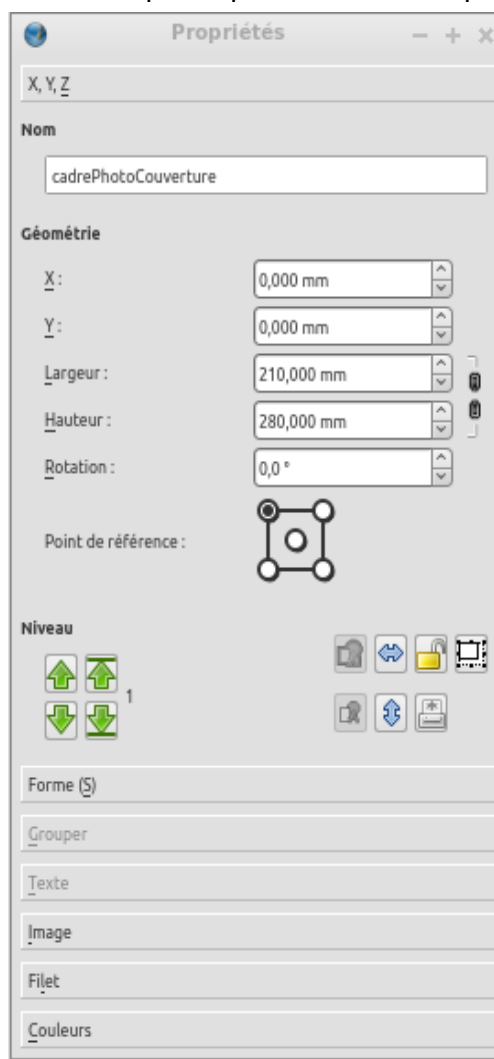 Propriétés
X, Y, Z
Nom
cadrePhotoCouverture
Géométrie
X :
0,000 mm
Y :
0,000 mm
Largeur :
210,000 mm
Hauteur :
280,000 mm
Rotation :
0,0 °
Point de référence :
Niveau
1
Forme (S)
Grouper
Texte
Image
Filet
Couleurs